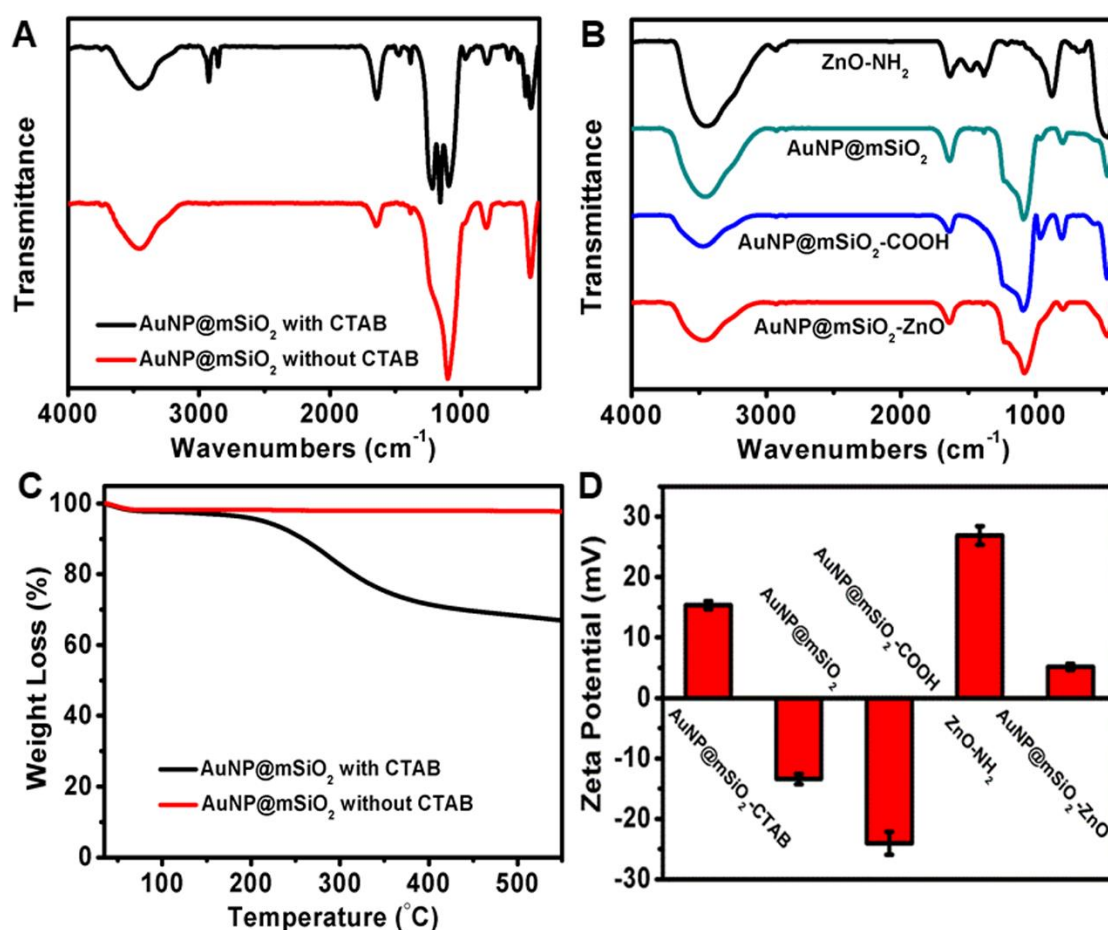 A
Transmittance
AuNP@mSiO₂ with CTAB
AuNP@mSiO₂ without CTAB
4000 3000 2000 1000
Wavenumbers (cm⁻¹)
B
Transmittance
ZnO-NH₂
AuNP@mSiO₂
AuNP@mSiO₂-COOH
AuNP@mSiO₂-ZnO
4000 3000 2000 1000
Wavenumbers (cm⁻¹)
C
Weight Loss (%)
100
80
60
40
20
0
AuNP@mSiO₂ with CTAB
AuNP@mSiO₂ without CTAB
100 200 300 400 500
Temperature (°C)
D
Zeta Potential (mV)
30
20
10
0
-10
-20
-30
AuNP@mSiO₂-CTAB
AuNP@mSiO₂
AuNP@mSiO₂-COOH
ZnO-NH₂
AuNP@mSiO₂-ZnO